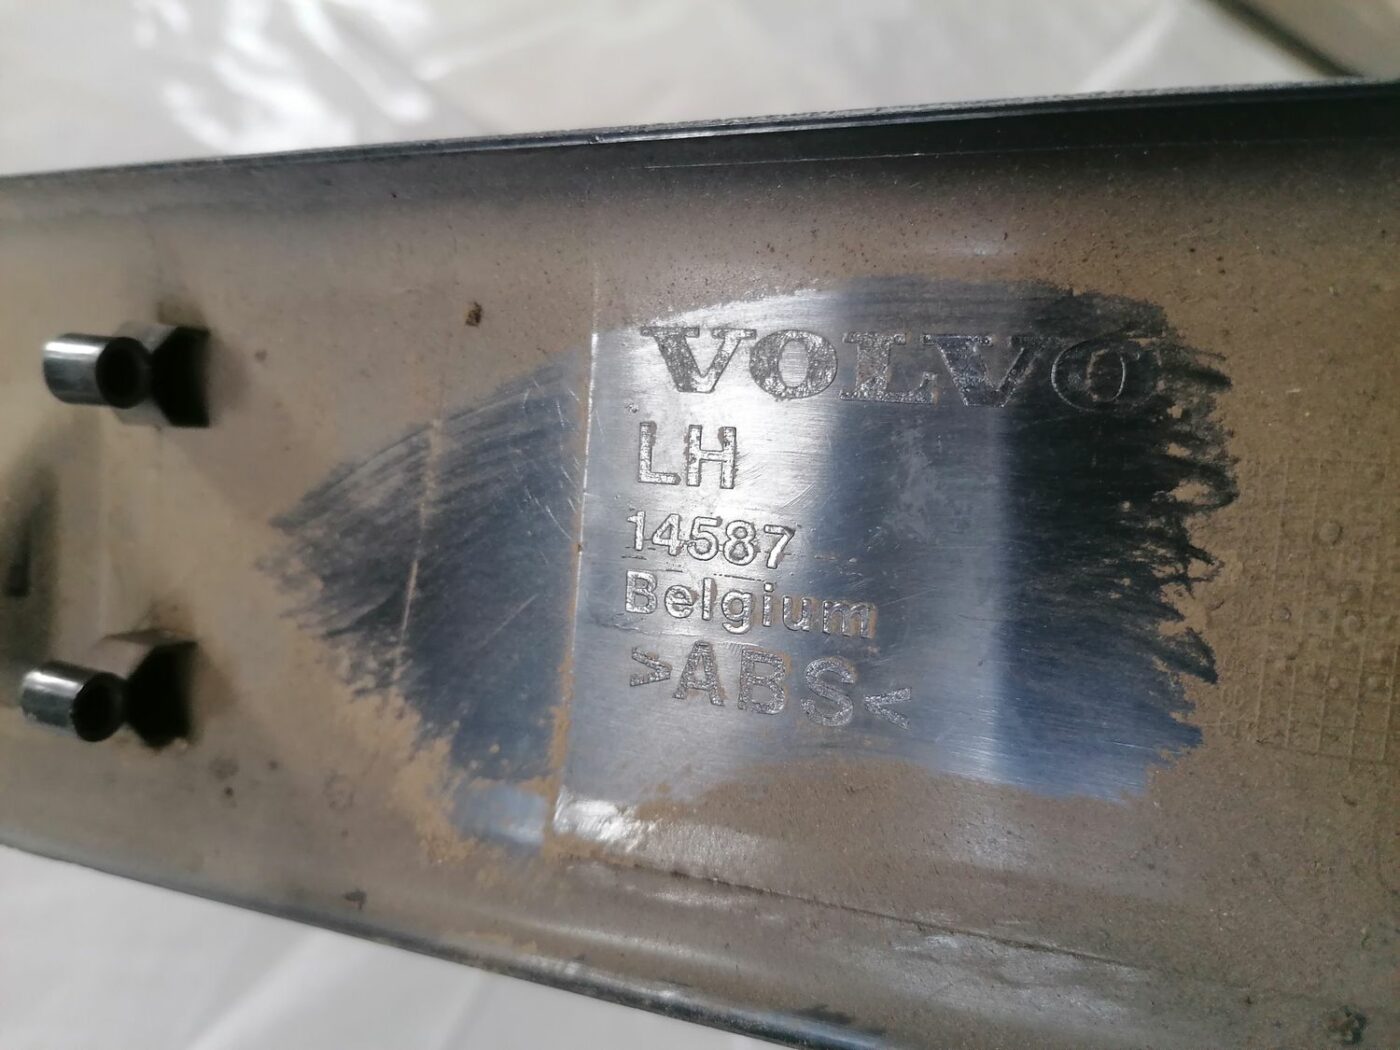 VOLVO
LH
14587
Belgium
>ABS<